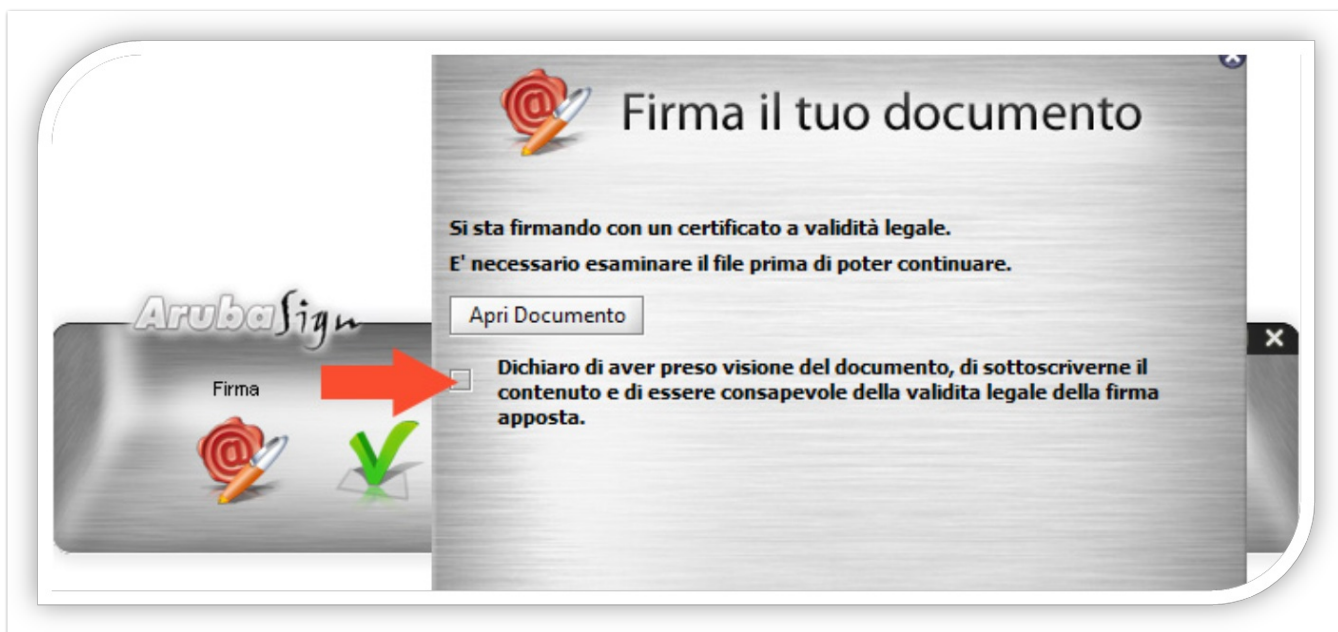 Firma il tuo documento
Si sta firmando con un certificato a validità legale.
E' necessario esaminare il file prima di poter continuare.
Apri Documento
Dichiaro di aver preso visione del documento, di sottoscriverne il
contenuto e di essere consapevole della validita legale della firma
apposta.
ArubaSign
Firma